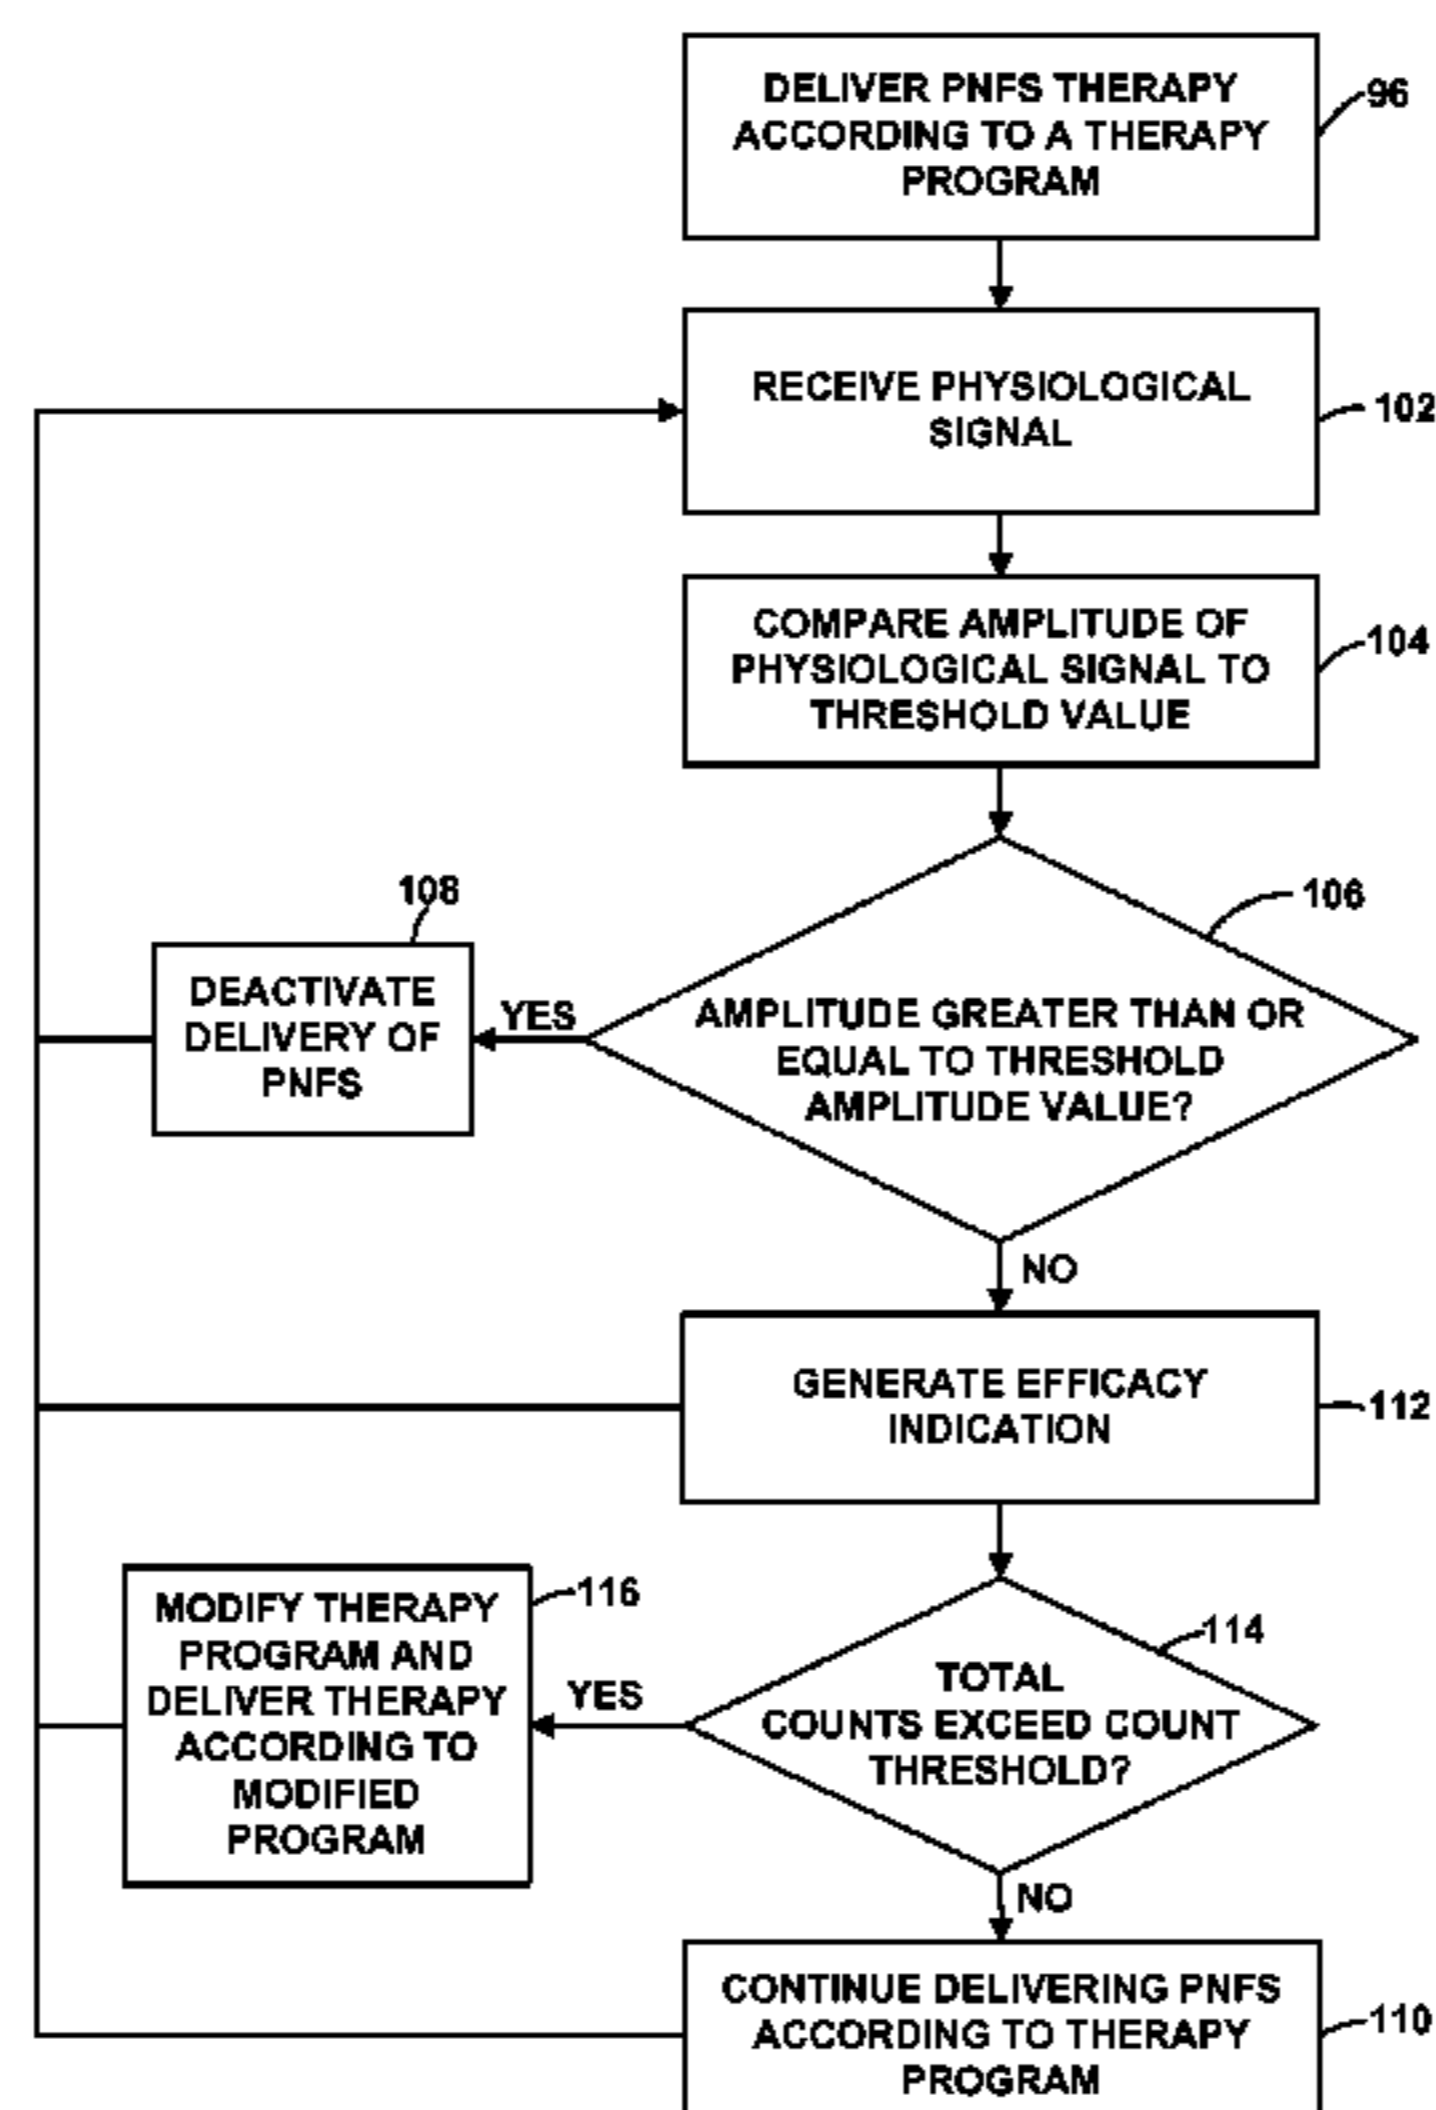 DELIVER PNFS THERAPY
ACCORDING TO A THERAPY
PROGRAM
96
RECEIVE PHYSIOLOGICAL
SIGNAL
102
COMPARE AMPLITUDE OF
PHYSIOLOGICAL SIGNAL TO
THRESHOLD VALUE
104
AMPLITUDE GREATER THAN OR
EQUAL TO THRESHOLD
AMPLITUDE VALUE?
106
YES
108
DEACTIVATE
DELIVERY OF
PNFS
NO
GENERATE EFFICACY
INDICATION
112
TOTAL
COUNTS EXCEED COUNT
THRESHOLD?
114
YES
116
MODIFY THERAPY
PROGRAM AND
DELIVER THERAPY
ACCORDING TO
MODIFIED
PROGRAM
NO
CONTINUE DELIVERING PNFS
ACCORDING TO THERAPY
PROGRAM
110